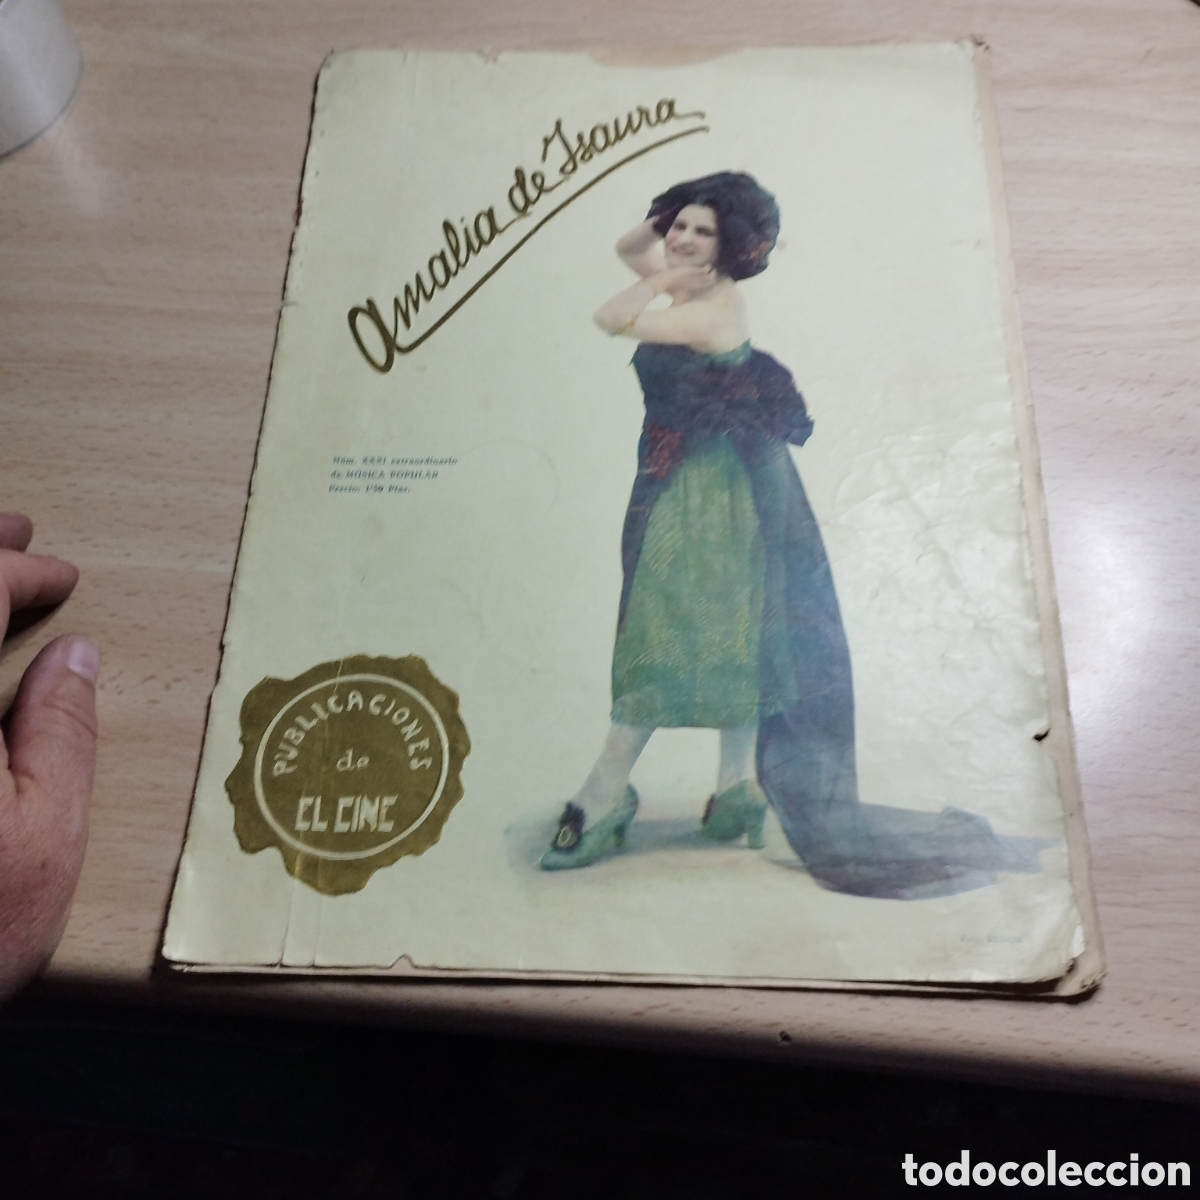 Amalia de Isaura
Núm. XXXI extraordinario
de MÚSICA POPULAR
Precio: 1'50 Ptas.
PUBLICACIONES
de
EL CINE
todocoleccion